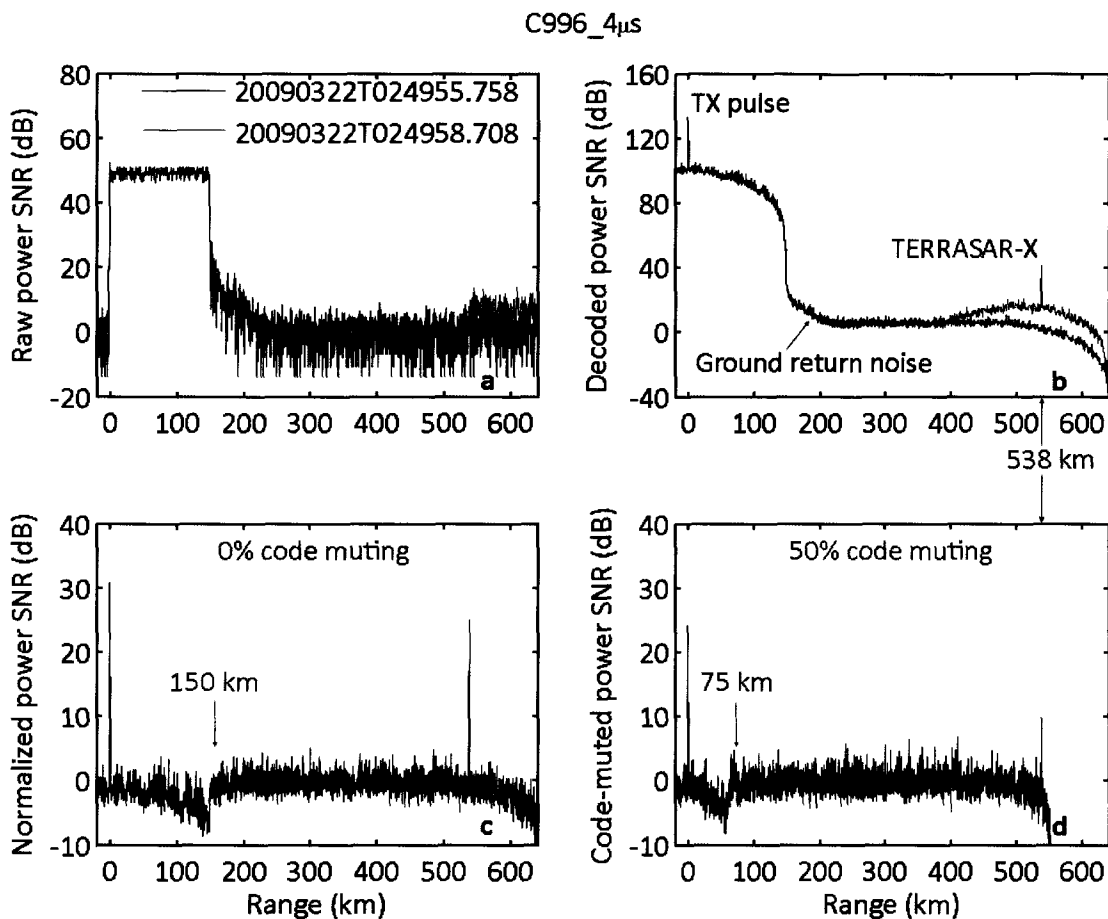 C996_4μs
Raw power SNR (dB)
80
60
40
20
0
-20
20090322T024955.758
20090322T024958.708
a
0 100 200 300 400 500 600
Decoded power SNR (dB)
160
120
80
40
0
-40
TX pulse
TERRASAR-X
Ground return noise
b
0 100 200 300 400 500 600
538 km
Normalized power SNR (dB)
40
30
20
10
0
-10
0% code muting
150 km
c
0 100 200 300 400 500 600
Range (km)
Code-muted power SNR (dB)
40
30
20
10
0
-10
50% code muting
75 km
d
0 100 200 300 400 500 600
Range (km)